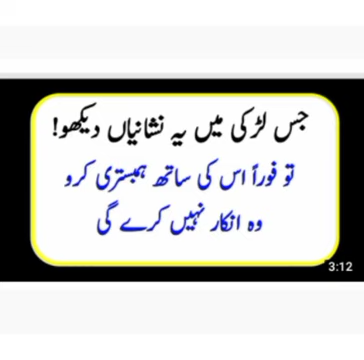 جس لڑکی میں یہ نشانیاں دیکھو!
تو فوراً اس کی ساتھ ہمبستری کرو
وہ انکار نہیں کرے گی
3:12